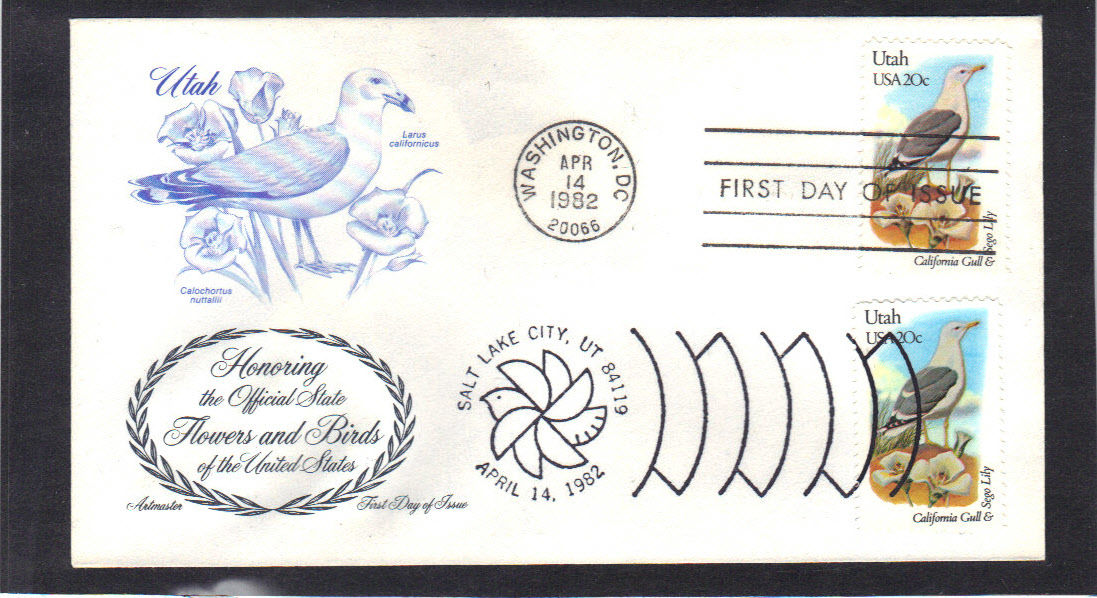 Utah
Larus
californicus
Calochortus
nuttallii
Honoring
the Official State
Flowers and Birds
of the United States
Artmaster
First Day of Issue
WASHINGTON, DC
APR
14
1982
20066
FIRST DAY OF ISSUE
Utah
USA 20c
California Gull &
Sego Lily
SALT LAKE CITY, UT 84119
APRIL 14, 1982
Utah
USA 20c
California Gull &
Sego Lily